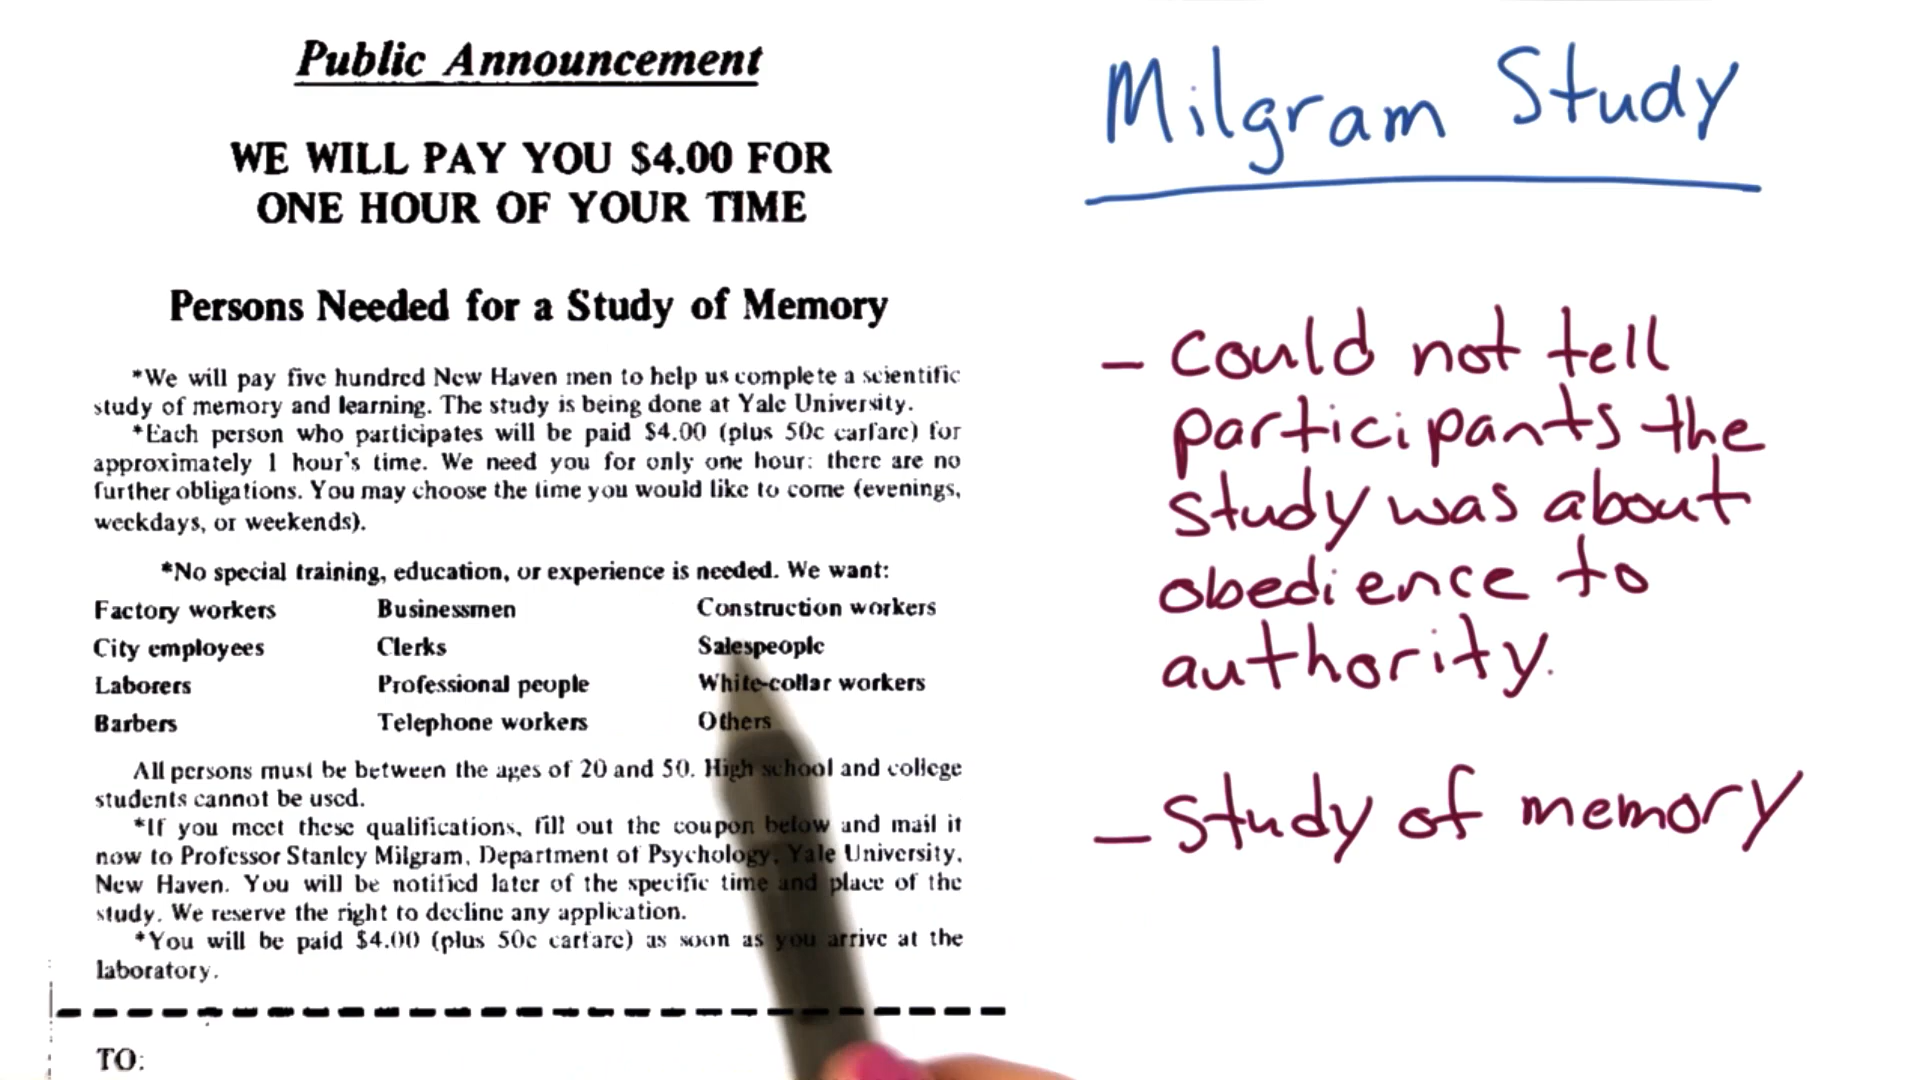 Public Announcement
WE WILL PAY YOU $4.00 FOR
ONE HOUR OF YOUR TIME
Persons Needed for a Study of Memory
*We will pay five hundred New Haven men to help us complete a scientific
study of memory and learning. The study is being done at Yale University.
*Each person who participates will be paid $4.00 (plus 50c carfare) for
approximately 1 hour's time. We need you for only one hour: there are no
further obligations. You may choose the time you would like to come (evenings,
weekdays, or weekends).
*No special training, education, or experience is needed. We want:
Factory workers Businessmen Construction workers
City employees Clerks Salespeople
Laborers Professional people White-collar workers
Barbers Telephone workers Others
All persons must be between the ages of 20 and 50. High school and college
students cannot be used.
*If you meet these qualifications, fill out the coupon below and mail it
now to Professor Stanley Milgram, Department of Psychology, Yale University,
New Haven. You will be notified later of the specific time and place of the
study. We reserve the right to decline any application.
*You will be paid $4.00 (plus 50c carfare) as soon as you arrive at the
laboratory.
TO:
Milgram Study
- Could not tell
participants the
study was about
obedience to
authority.
- Study of memory